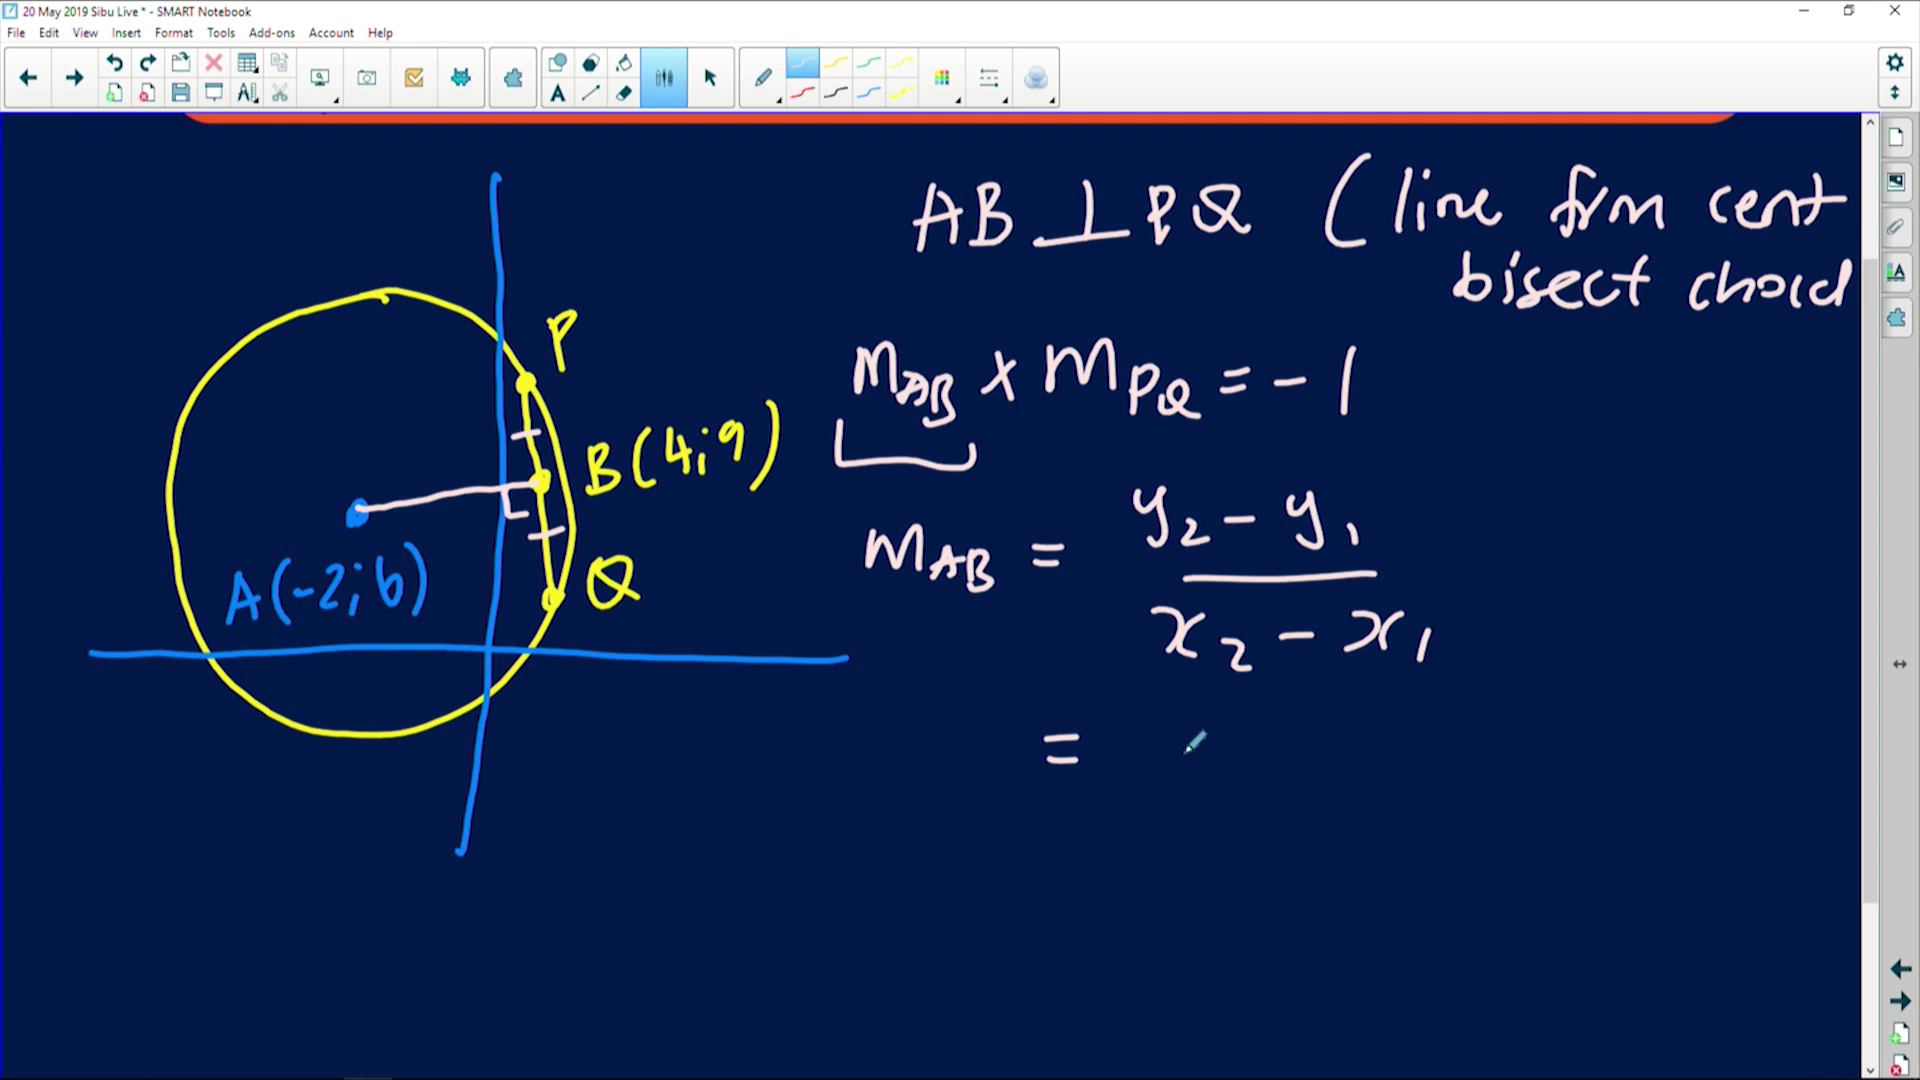 20 May 2019 Sibu Live * - SMART Notebook
File Edit View Insert Format Tools Add-ons Account Help
AB ⊥ PQ (line from cent
bisect chord
m_AB × m_PQ = -1
P
B(4;9)
m_AB = y₂ - y₁
x₂ - x₁
A(-2;6)
Q
=